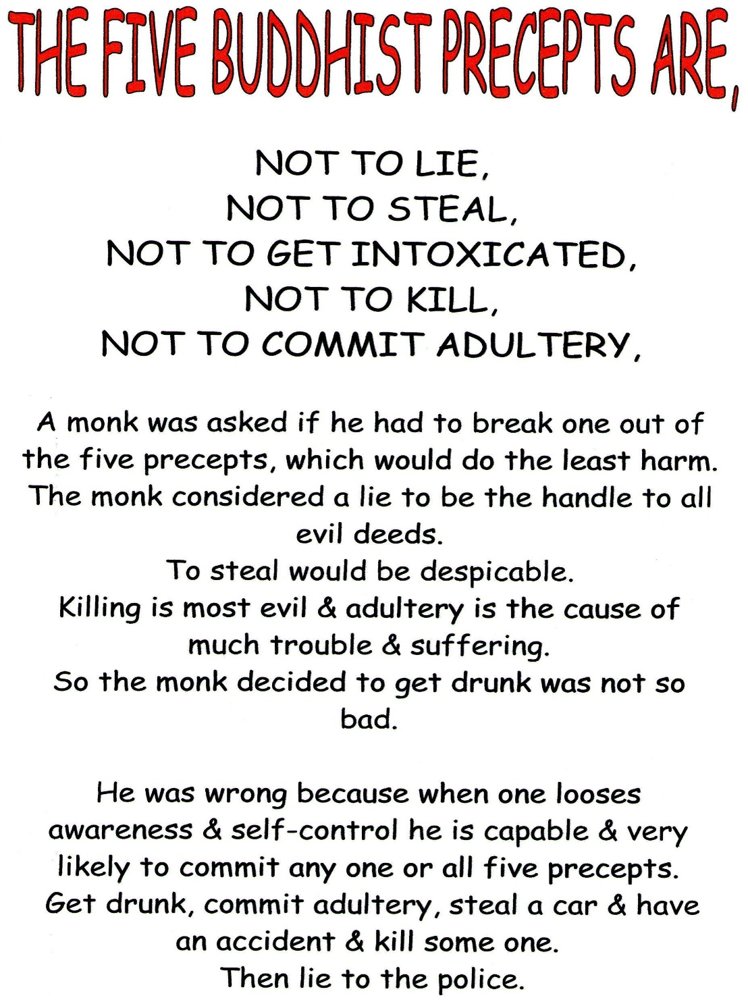 THE FIVE BUDDHIST PRECEPTS ARE,
NOT TO LIE,
NOT TO STEAL,
NOT TO GET INTOXICATED,
NOT TO KILL,
NOT TO COMMIT ADULTERY,
A monk was asked if he had to break one out of
the five precepts, which would do the least harm.
The monk considered a lie to be the handle to all
evil deeds.
To steal would be despicable.
Killing is most evil & adultery is the cause of
much trouble & suffering.
So the monk decided to get drunk was not so
bad.
He was wrong because when one looses
awareness & self-control he is capable & very
likely to commit any one or all five precepts.
Get drunk, commit adultery, steal a car & have
an accident & kill some one.
Then lie to the police.